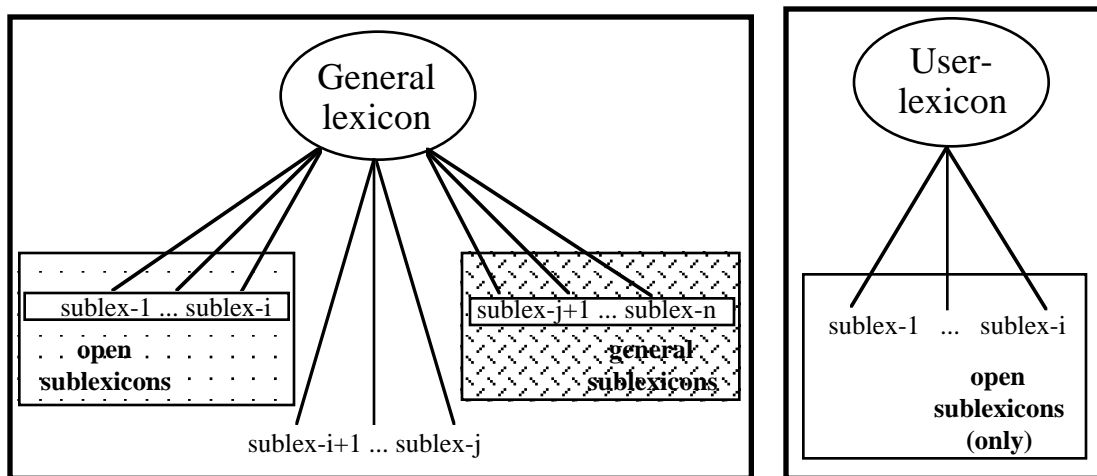 General
lexicon
sublex-1 ... sublex-i
open
sublexicons
sublex-j+1 ... sublex-n
general
sublexicons
sublex-i+1 ... sublex-j
User-
lexicon
sublex-1 ... sublex-i
open
sublexicons
(only)